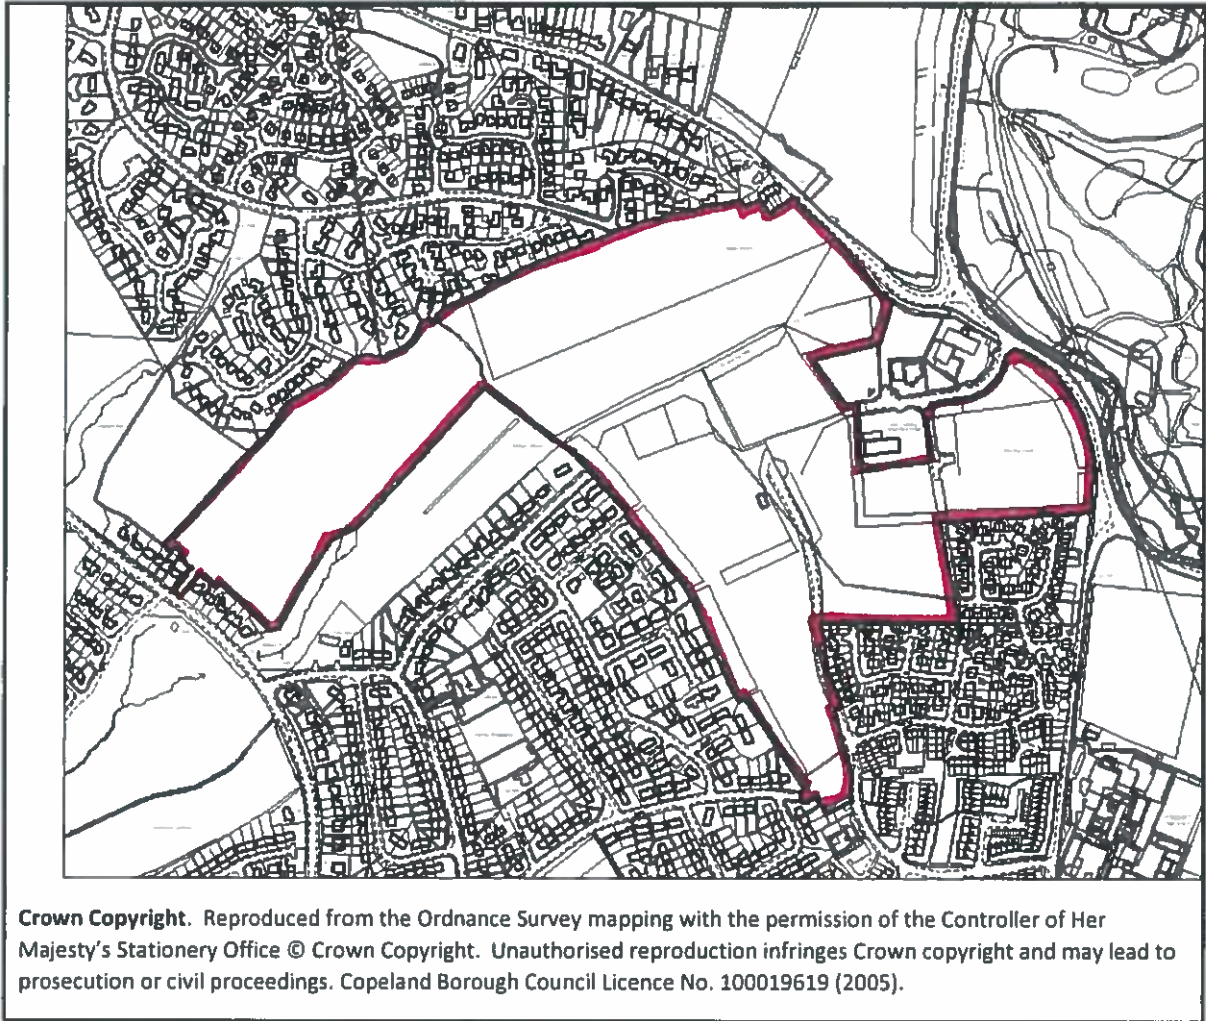 Crown Copyright. Reproduced from the Ordnance Survey mapping with the permission of the Controller of Her
Majesty's Stationery Office © Crown Copyright. Unauthorised reproduction infringes Crown copyright and may lead to
prosecution or civil proceedings. Copeland Borough Council Licence No. 100019619 (2005).